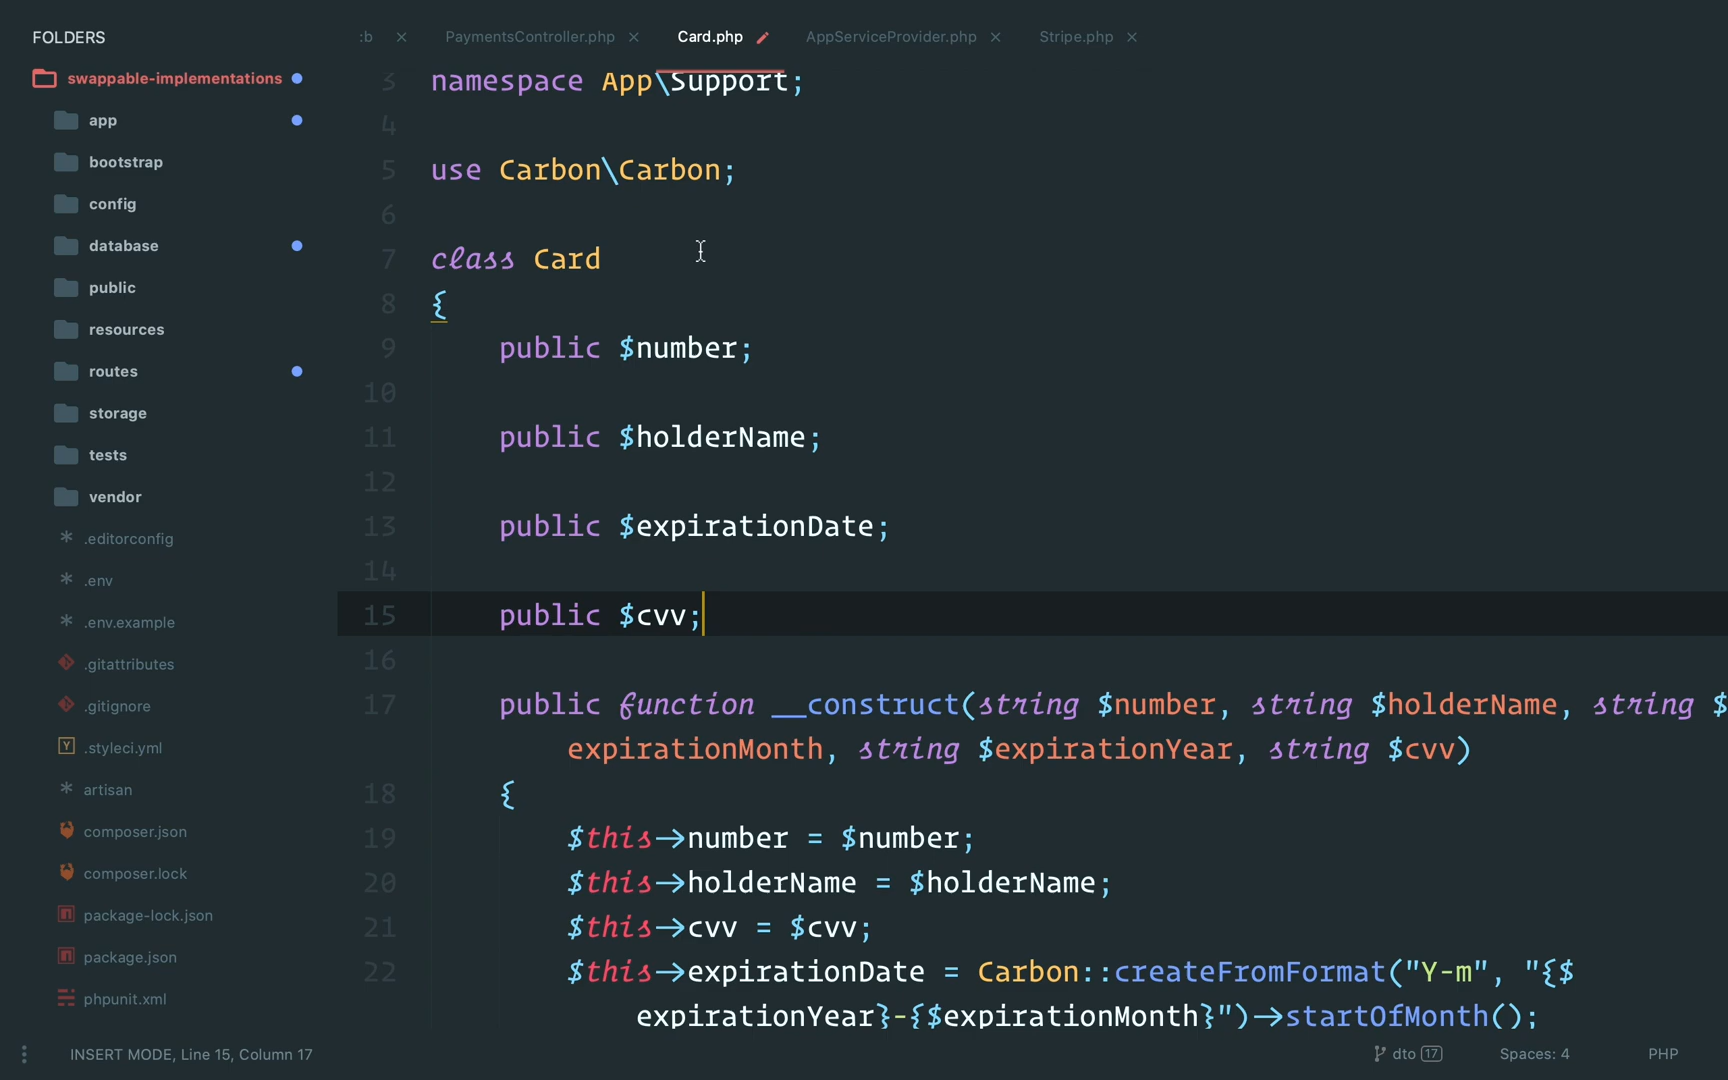 FOLDERS
:b × PaymentsController.php × Card.php AppServiceProvider.php × Stripe.php ×
swappable-implementations
app
bootstrap
config
database
public
resources
routes
storage
tests
vendor
.editorconfig
.env
.env.example
.gitattributes
.gitignore
.styleci.yml
artisan
composer.json
composer.lock
package-lock.json
package.json
phpunit.xml
3 namespace App\Support;
4
5 use Carbon\Carbon;
6
7 class Card
8 {
9 public $number;
10
11 public $holderName;
12
13 public $expirationDate;
14
15 public $cvv;
16
17 public function __construct(string $number, string $holderName, string $
expirationMonth, string $expirationYear, string $cvv)
18 {
19 $this->number = $number;
20 $this->holderName = $holderName;
21 $this->cvv = $cvv;
22 $this->expirationDate = Carbon::createFromFormat("Y-m", "{$
expirationYear}-{$expirationMonth}")->startOfMonth();
INSERT MODE, Line 15, Column 17 dto 17 Spaces: 4 PHP